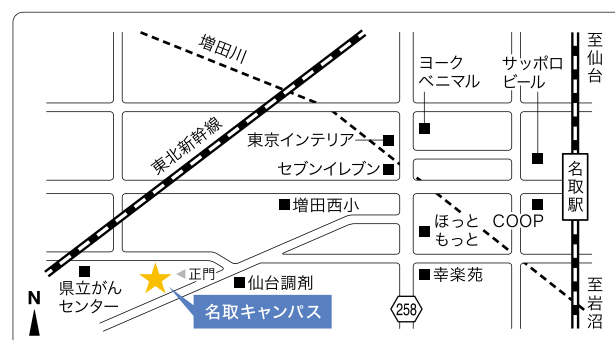 増田川
ヨーク
ベニマル
サッポロ
ビール
至仙台
東北新幹線
東京インテリア
セブンイレブン
名取駅
増田西小
ほっと
もっと
COOP
県立がん
センター
正門
仙台調剤
幸楽苑
至岩沼
名取キャンパス
258
N